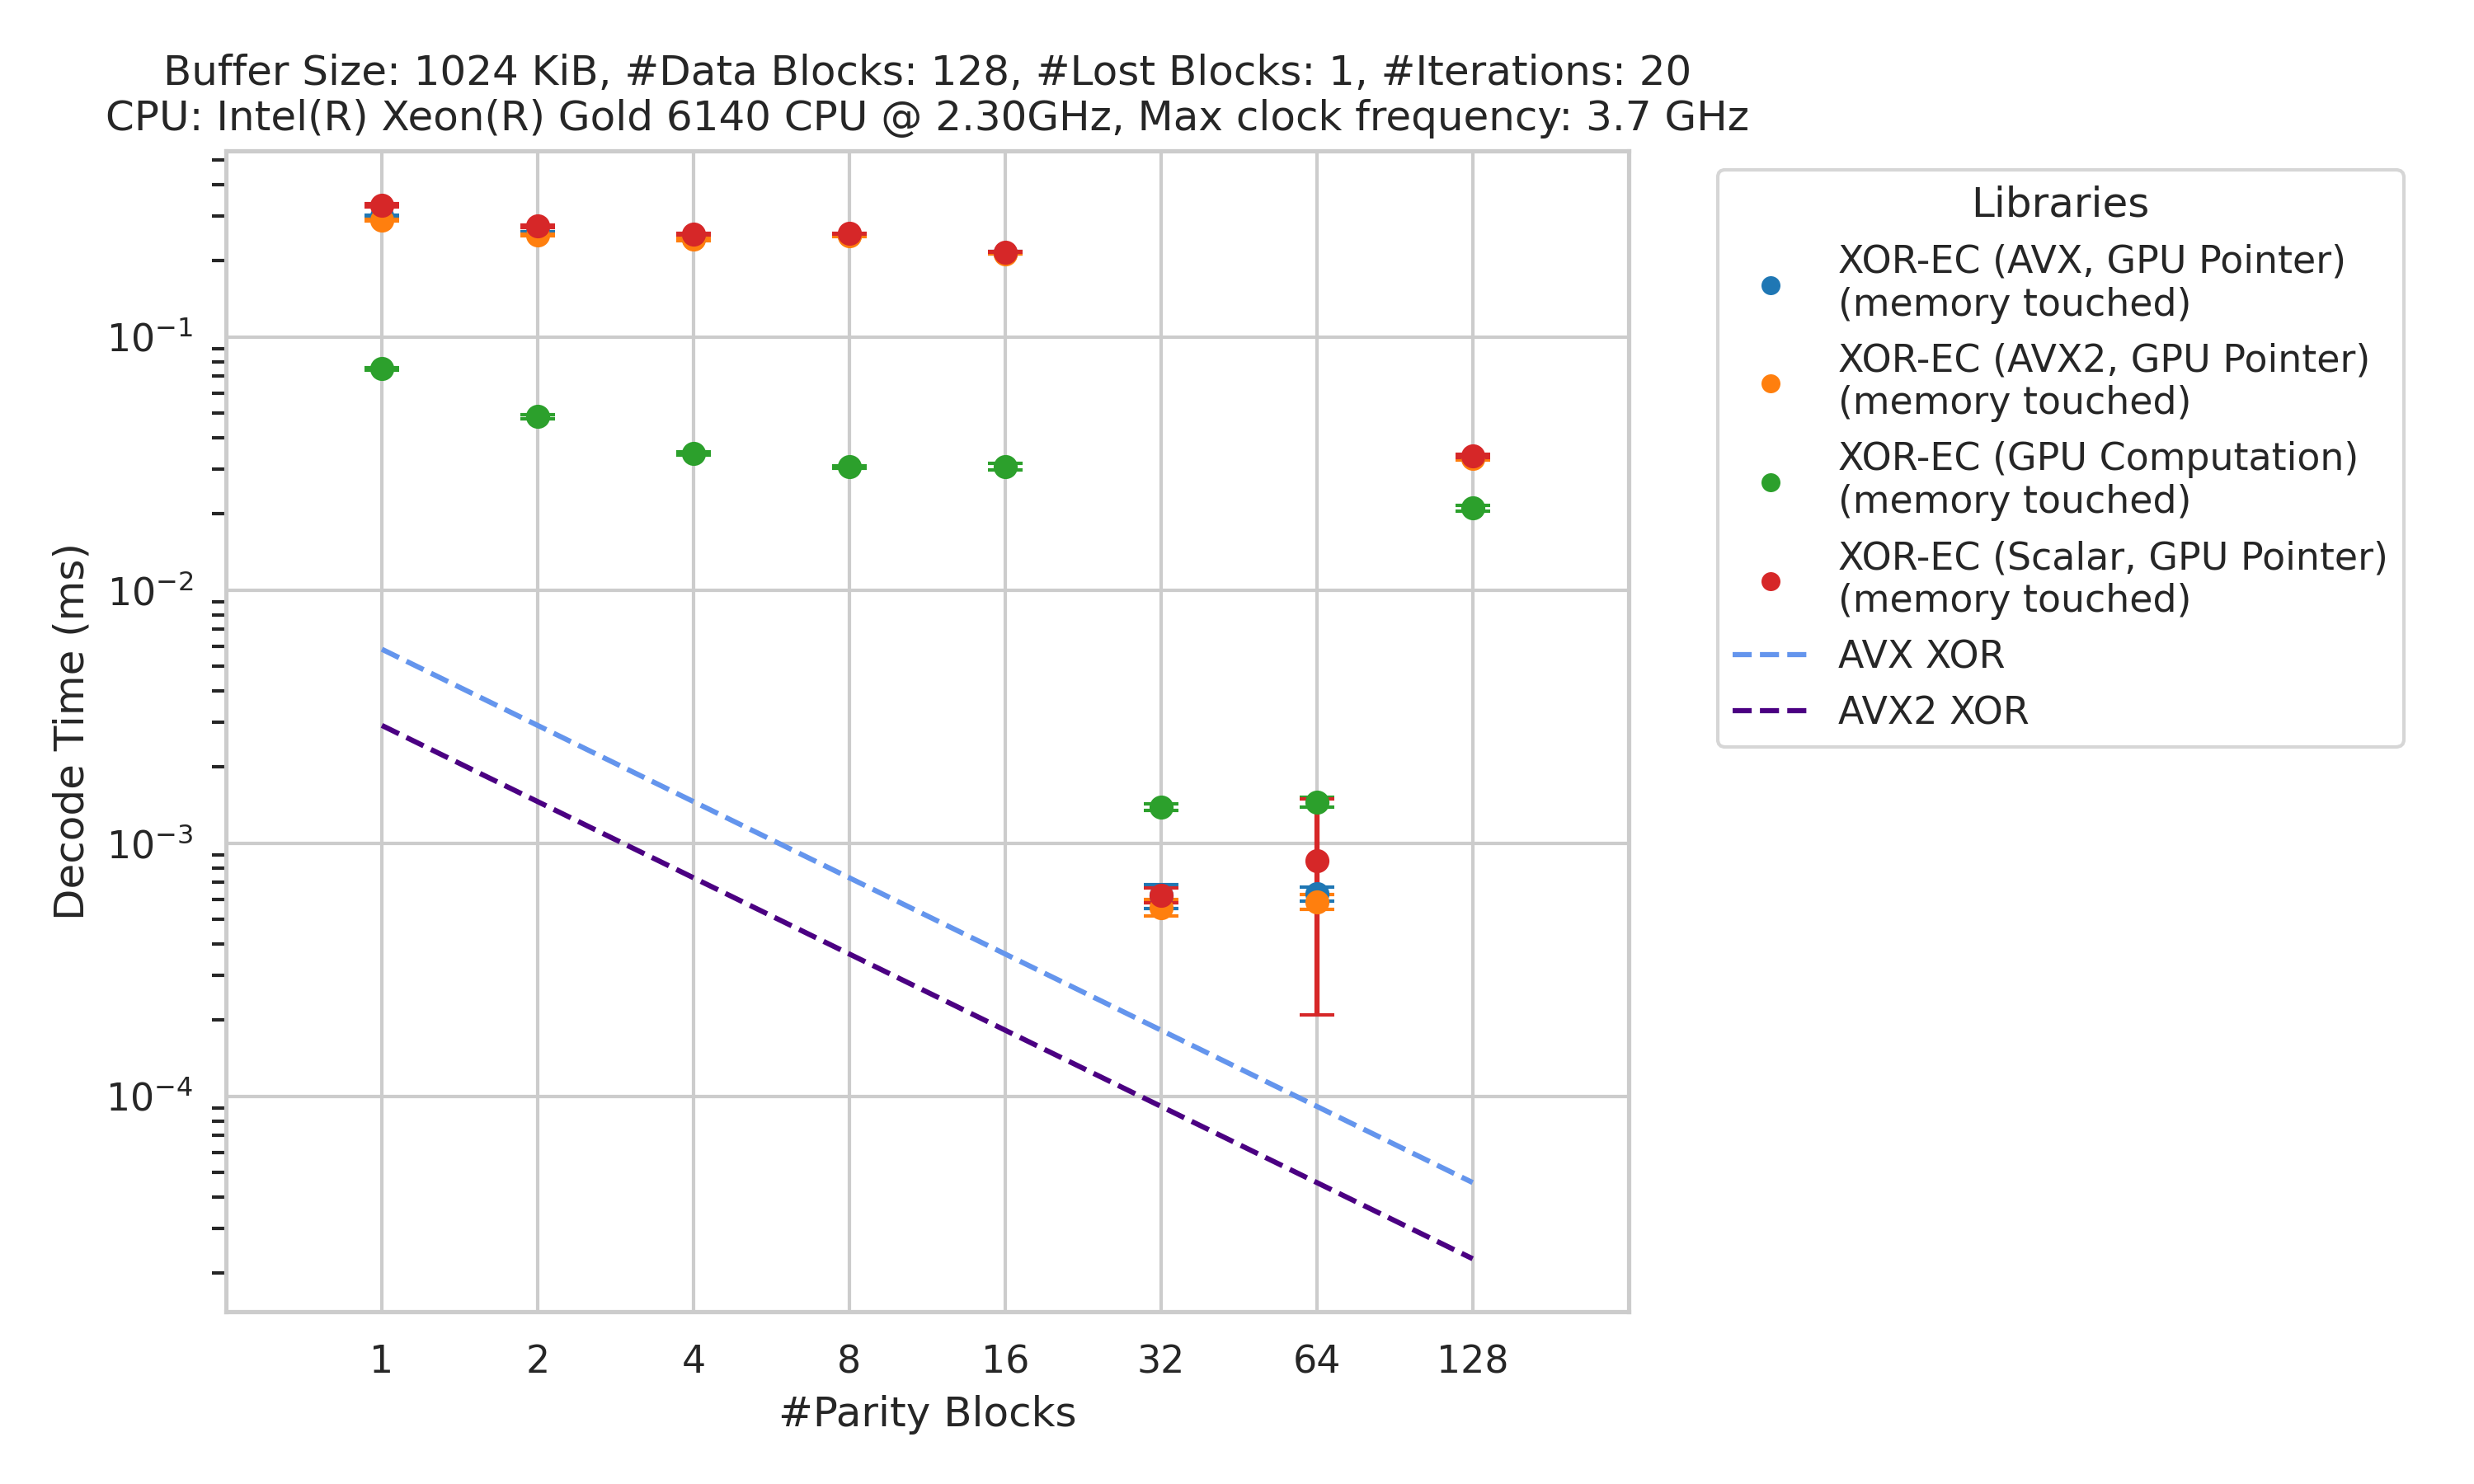 Buffer Size: 1024 KiB, #Data Blocks: 128, #Lost Blocks: 1, #Iterations: 20
CPU: Intel(R) Xeon(R) Gold 6140 CPU @ 2.30GHz, Max clock frequency: 3.7 GHz
Decode Time (ms)
10⁻¹
10⁻²
10⁻³
10⁻⁴
1 2 4 8 16 32 64 128
#Parity Blocks
Libraries
XOR-EC (AVX, GPU Pointer)
(memory touched)
XOR-EC (AVX2, GPU Pointer)
(memory touched)
XOR-EC (GPU Computation)
(memory touched)
XOR-EC (Scalar, GPU Pointer)
(memory touched)
AVX XOR
AVX2 XOR